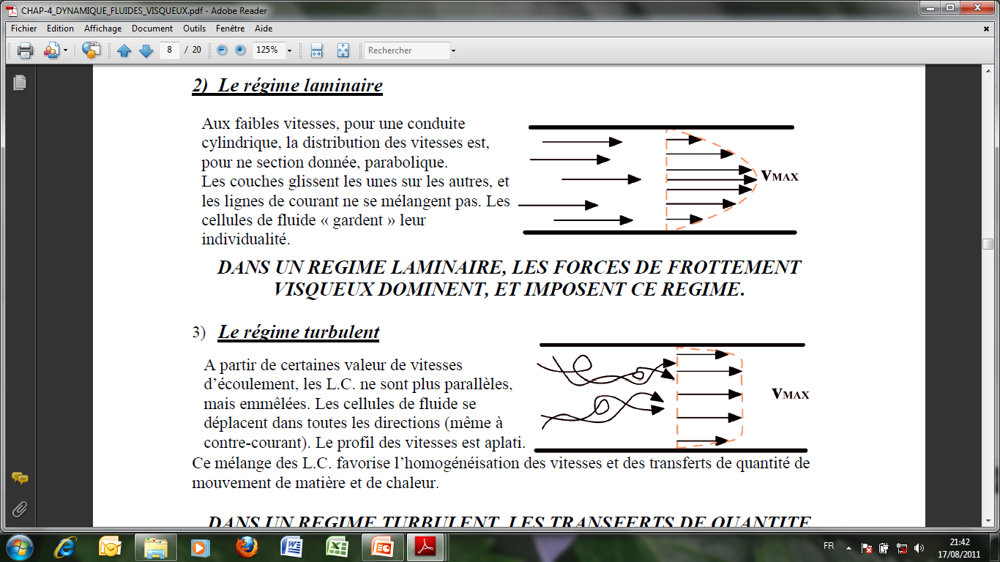 CHAP-4_DYNAMIQUE_FLUIDES_VISQUEUX.pdf - Adobe Reader
Fichier Edition Affichage Document Outils Fenêtre Aide
8 / 20 125% Rechercher
2) Le régime laminaire
Aux faibles vitesses, pour une conduite
cylindrique, la distribution des vitesses est,
pour ne section donnée, parabolique.
Les couches glissent les unes sur les autres, et
les lignes de courant ne se mélangent pas. Les
cellules de fluide « gardent » leur
individualité.
VMAX
DANS UN REGIME LAMINAIRE, LES FORCES DE FROTTEMENT
VISQUEUX DOMINENT, ET IMPOSENT CE REGIME.
3) Le régime turbulent
A partir de certaines valeur de vitesses
d’écoulement, les L.C. ne sont plus parallèles,
mais emmêlées. Les cellules de fluide se
déplacent dans toutes les directions (même à
contre-courant). Le profil des vitesses est aplati.
VMAX
Ce mélange des L.C. favorise l’homogénéisation des vitesses et des transferts de quantité de
mouvement de matière et de chaleur.
DANS UN REGIME TURBULENT, LES TRANSFERTS DE QUANTITE
FR
21:42
17/08/2011